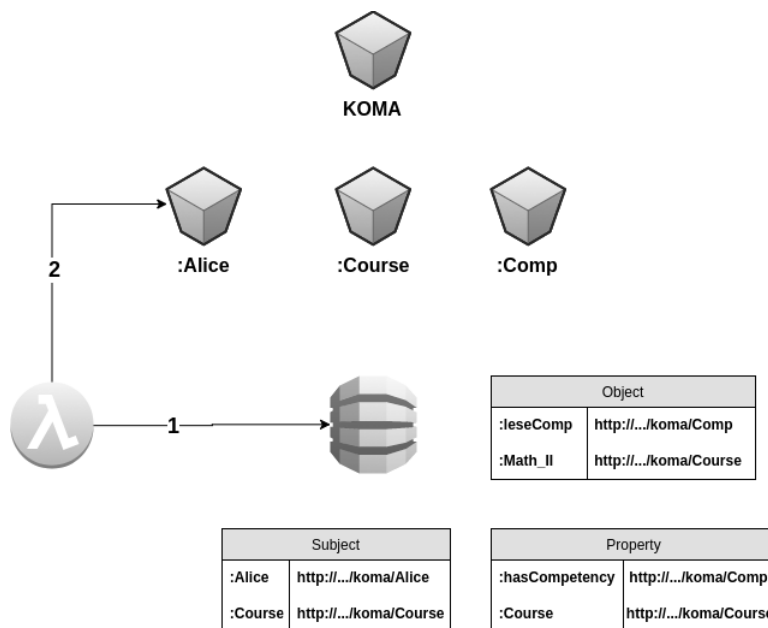 KOMA
:Alice
:Course
:Comp
2
1
Object
:leseComp http://.../koma/Comp
:Math_II http://.../koma/Course
Subject
:Alice http://.../koma/Alice
:Course http://.../koma/Course
Property
:hasCompetency http://.../koma/Comp
:Course http://.../koma/Course